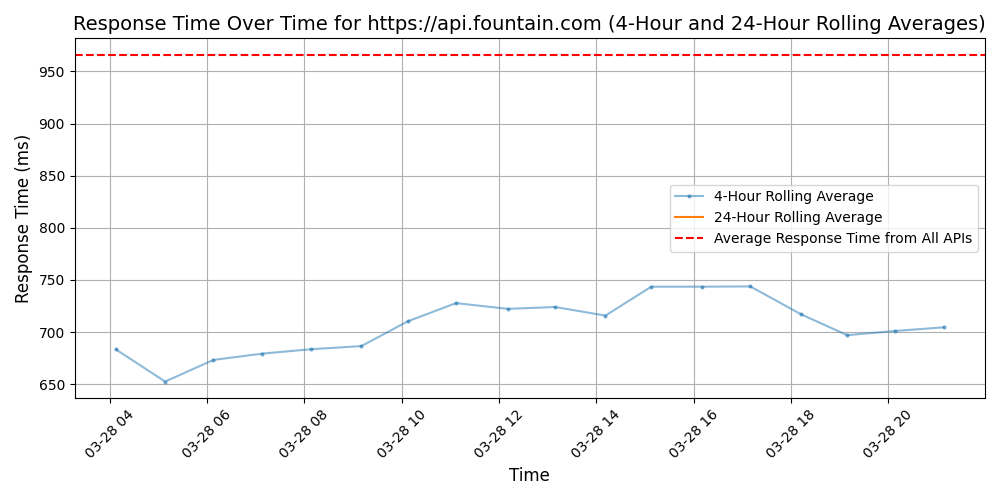 Response Time Over Time for https://api.fountain.com (4-Hour and 24-Hour Rolling Averages)
Response Time (ms)
950
900
850
800
750
700
650
4-Hour Rolling Average
24-Hour Rolling Average
Average Response Time from All APIs
03-28 04
03-28 06
03-28 08
03-28 10
03-28 12
03-28 14
03-28 16
03-28 18
03-28 20
Time